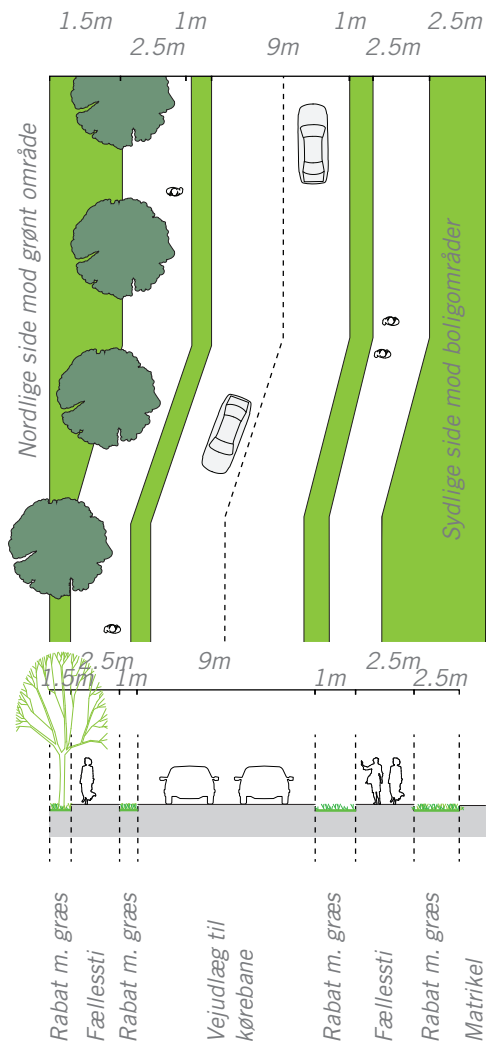 1.5m
1m
1m
2.5m
2.5m
9m
2.5m
Nordlige side mod grønt område
Sydlige side mod boligområder
2.5m
9m
2.5m
1.5m
1m
1m
2.5m
Rabat m. græs
Fællessti
Rabat m. græs
Vejudlæg til
kørebane
Rabat m. græs
Fællessti
Rabat m. græs
Matrikel